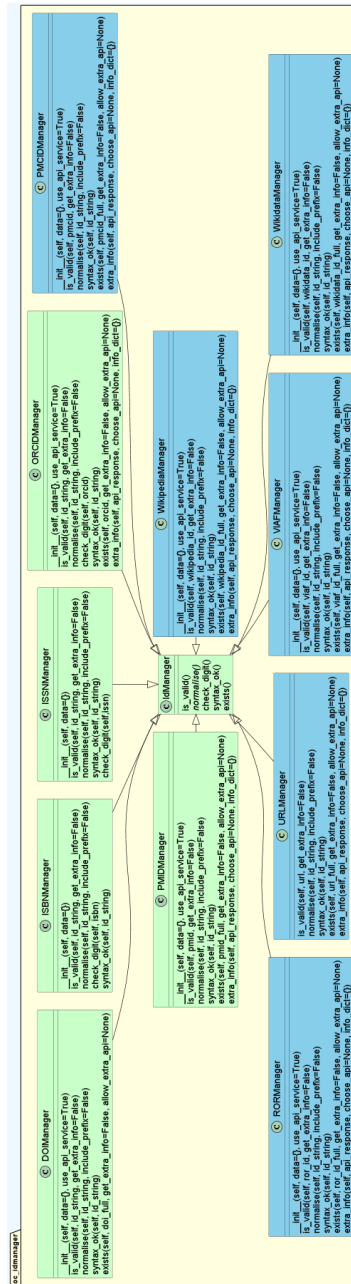 oc_idmanager
C DOIManager
__init__(self, data={}, use_api_service=True)
is_valid(self, id_string, get_extra_info=False)
normalise(self, id_string, include_prefix=False)
syntax_ok(self, id_string)
exists(self, doi_full, get_extra_info=False, allow_extra_api=None)
extra_info(self, api_response, choose_api=None, info_dict={})
C ISBNManager
__init__(self, data={})
is_valid(self, id_string, get_extra_info=False)
normalise(self, id_string, include_prefix=False)
check_digit(self, isbn)
syntax_ok(self, id_string)
C ISSNManager
__init__(self, data={})
is_valid(self, id_string, get_extra_info=False)
normalise(self, id_string, include_prefix=False)
syntax_ok(self, id_string)
check_digit(self,issn)
C ORCIDManager
__init__(self, data={}, use_api_service=True)
is_valid(self, id_string, get_extra_info=False)
normalise(self, id_string, include_prefix=False)
check_digit(self, orcid)
syntax_ok(self, id_string)
exists(self, orcid, get_extra_info=False, allow_extra_api=None)
extra_info(self, api_response, choose_api=None, info_dict={})
C PMCIDManager
__init__(self, data={}, use_api_service=True)
is_valid(self, pmcid, get_extra_info=False)
normalise(self, id_string, include_prefix=False)
syntax_ok(self, id_string)
exists(self, pmcid_full, get_extra_info=False, allow_extra_api=None)
extra_info(self, api_response, choose_api=None, info_dict={})
C PMIDManager
__init__(self, data={}, use_api_service=True)
is_valid(self, pmid, get_extra_info=False)
normalise(self, id_string, include_prefix=False)
syntax_ok(self, id_string)
exists(self, pmid_full, get_extra_info=False, allow_extra_api=None)
extra_info(self, api_response, choose_api=None, info_dict={})
C IdManager
is_valid()
normalise()
check_digit()
syntax_ok()
exists()
C WikipediaManager
__init__(self, data={}, use_api_service=True)
is_valid(self, wikipedia_id, get_extra_info=False)
normalise(self, id_string, include_prefix=False)
syntax_ok(self, id_string)
exists(self, wikipedia_id_full, get_extra_info=False, allow_extra_api=None)
extra_info(self, api_response, choose_api=None, info_dict={})
C RORManager
__init__(self, data={}, use_api_service=True)
is_valid(self, ror_id, get_extra_info=False)
normalise(self, id_string, include_prefix=False)
syntax_ok(self, id_string)
exists(self, ror_id_full, get_extra_info=False, allow_extra_api=None)
extra_info(self, api_response, choose_api=None, info_dict={})
C URLManager
is_valid(self, url, get_extra_info=False)
normalise(self, id_string, include_prefix=False)
syntax_ok(self, id_string)
exists(self, url_full, get_extra_info=False, allow_extra_api=None)
extra_info(self, api_response, choose_api=None, info_dict={})
C VIAFManager
__init__(self, data={}, use_api_service=True)
is_valid(self, viaf_id, get_extra_info=False)
normalise(self, id_string, include_prefix=False)
syntax_ok(self, id_string)
exists(self, viaf_id_full, get_extra_info=False, allow_extra_api=None)
extra_info(self, api_response, choose_api=None, info_dict={})
C WikidataManager
__init__(self, data={}, use_api_service=True)
is_valid(self, wikidata_id, get_extra_info=False)
normalise(self, id_string, include_prefix=False)
syntax_ok(self, id_string)
exists(self, wikidata_id_full, get_extra_info=False, allow_extra_api=None)
extra_info(self, api_response, choose_api=None, info_dict={})